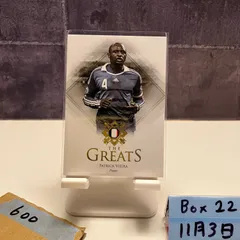 THE
GREATS
PATRICK VIEIRA
600
Box 22
11月3日